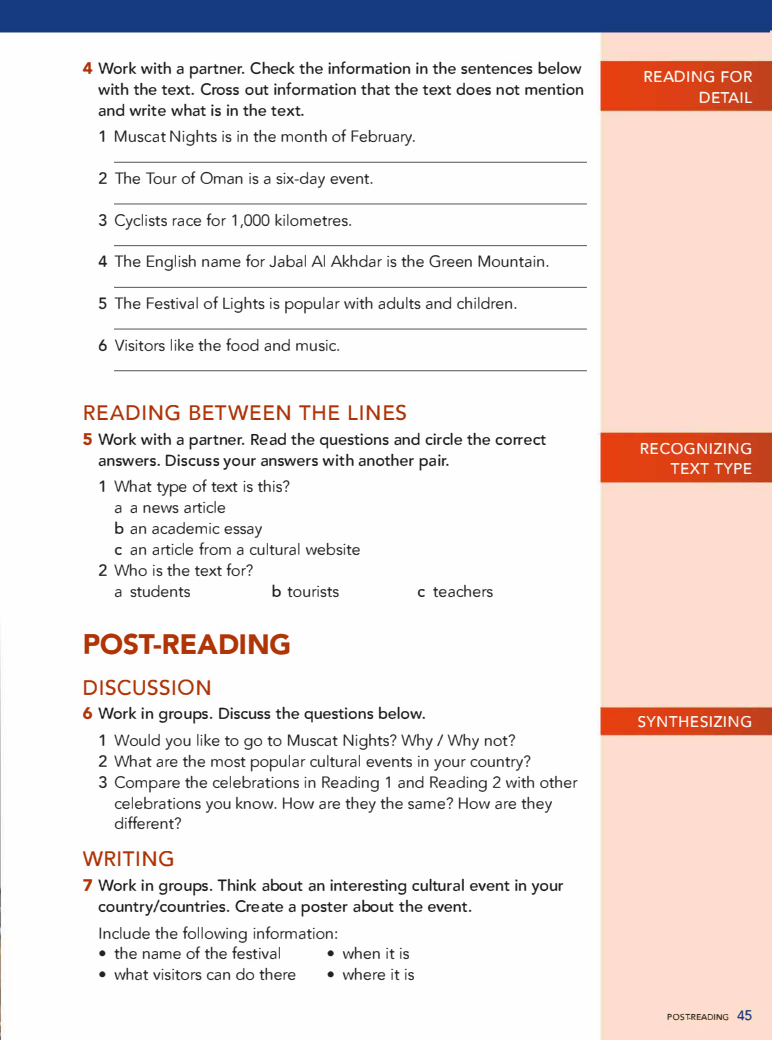 4 Work with a partner. Check the information in the sentences below
with the text. Cross out information that the text does not mention
and write what is in the text.
1 Muscat Nights is in the month of February.
2 The Tour of Oman is a six-day event.
3 Cyclists race for 1,000 kilometres.
4 The English name for Jabal Al Akhdar is the Green Mountain.
5 The Festival of Lights is popular with adults and children.
6 Visitors like the food and music.
READING FOR
DETAIL
READING BETWEEN THE LINES
5 Work with a partner. Read the questions and circle the correct
answers. Discuss your answers with another pair.
1 What type of text is this?
a a news article
b an academic essay
c an article from a cultural website
2 Who is the text for?
a students b tourists c teachers
RECOGNIZING
TEXT TYPE
POST-READING
DISCUSSION
6 Work in groups. Discuss the questions below.
1 Would you like to go to Muscat Nights? Why / Why not?
2 What are the most popular cultural events in your country?
3 Compare the celebrations in Reading 1 and Reading 2 with other
celebrations you know. How are they the same? How are they
different?
SYNTHESIZING
WRITING
7 Work in groups. Think about an interesting cultural event in your
country/countries. Create a poster about the event.
Include the following information:
• the name of the festival • when it is
• what visitors can do there • where it is
POST-READING 45